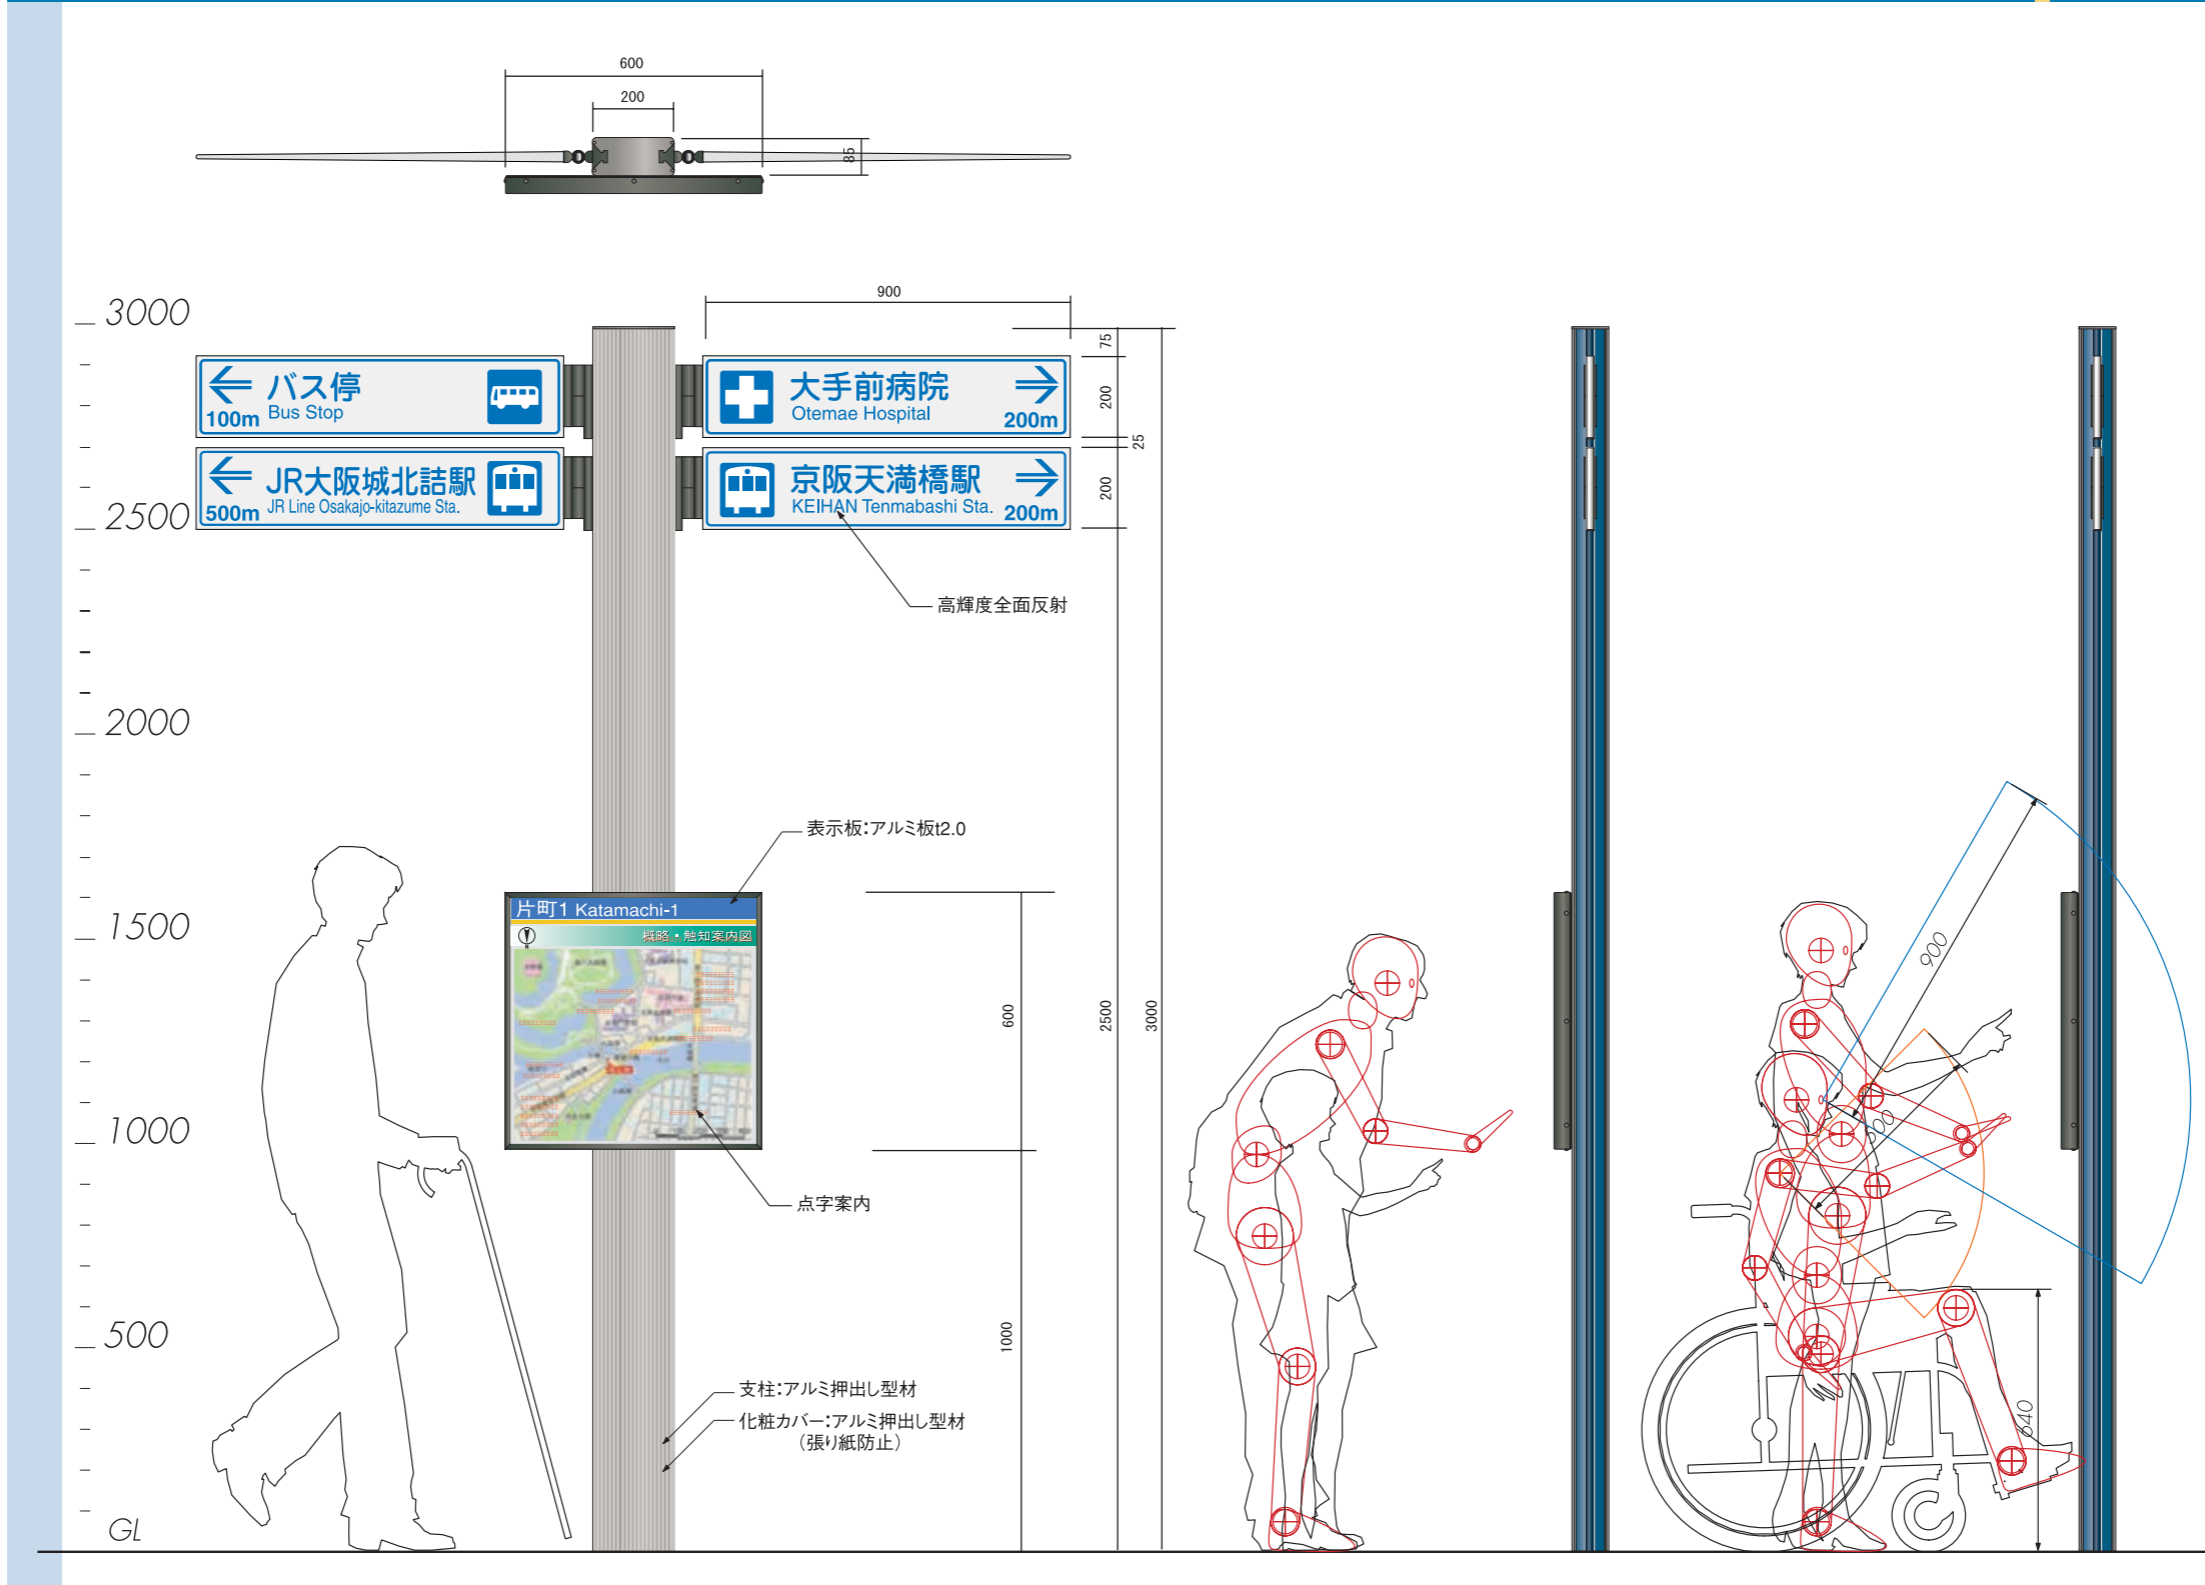 600
200
85
900
3000
2500
2000
1500
1000
500
GL
←
バス停
Bus Stop
100m
大手前病院
→
Otemae Hospital
200m
←
JR大阪城北詰駅
JR Line Osakajo-kitazume Sta.
500m
京阪天満橋駅
→
KEIHAN Tenmabashi Sta.
200m
75
200
25
200
高輝度全面反射
表示板:アルミ板t2.0
片町1 Katamachi-1
概略・触知案内図
点字案内
支柱:アルミ押出し型材
化粧カバー:アルミ押出し型材
(張り紙防止)
600
1000
2500
3000
900
640